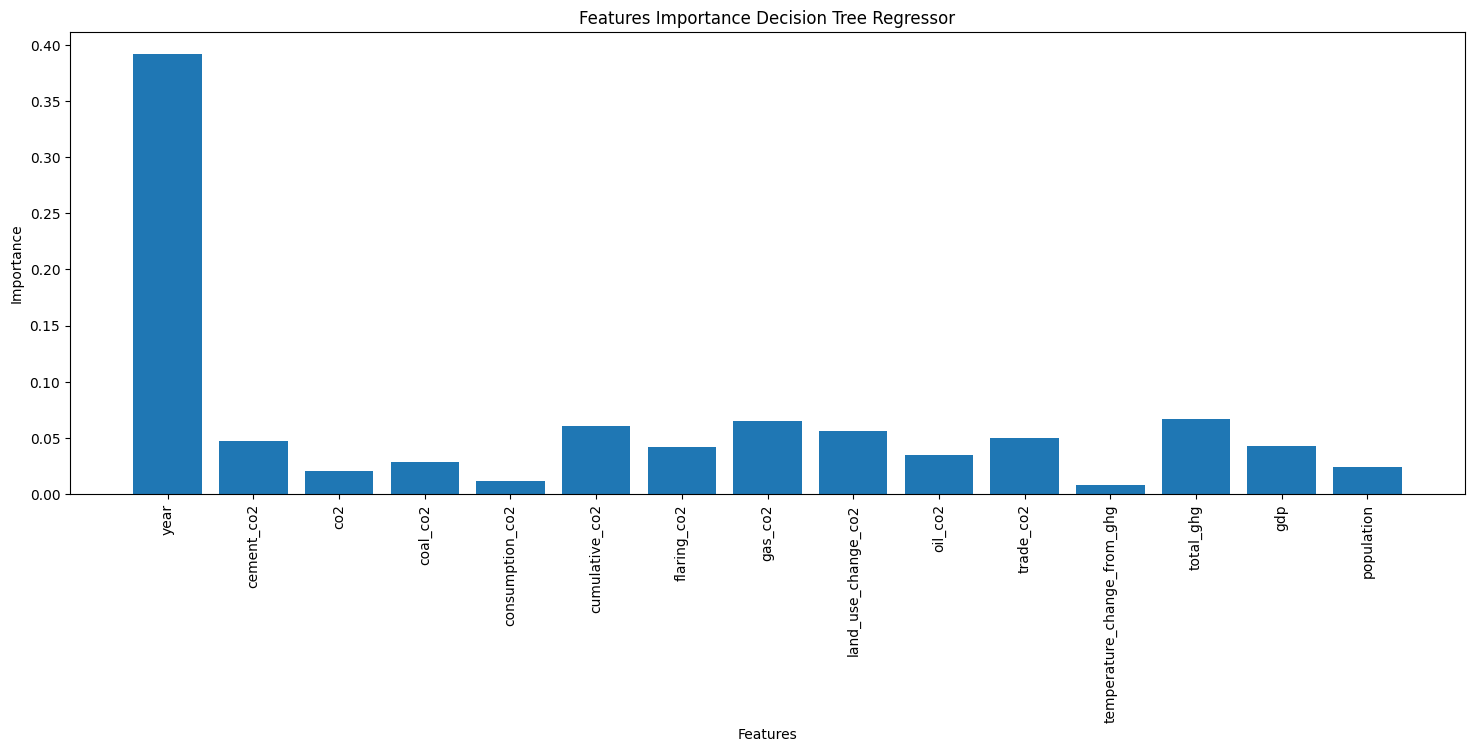 Features Importance Decision Tree Regressor
0.40
0.35
0.30
0.25
0.20
0.15
0.10
0.05
0.00
Importance
year
cement_co2
co2
coal_co2
consumption_co2
cumulative_co2
flaring_co2
gas_co2
land_use_change_co2
oil_co2
trade_co2
temperature_change_from_ghg
total_ghg
gdp
population
Features